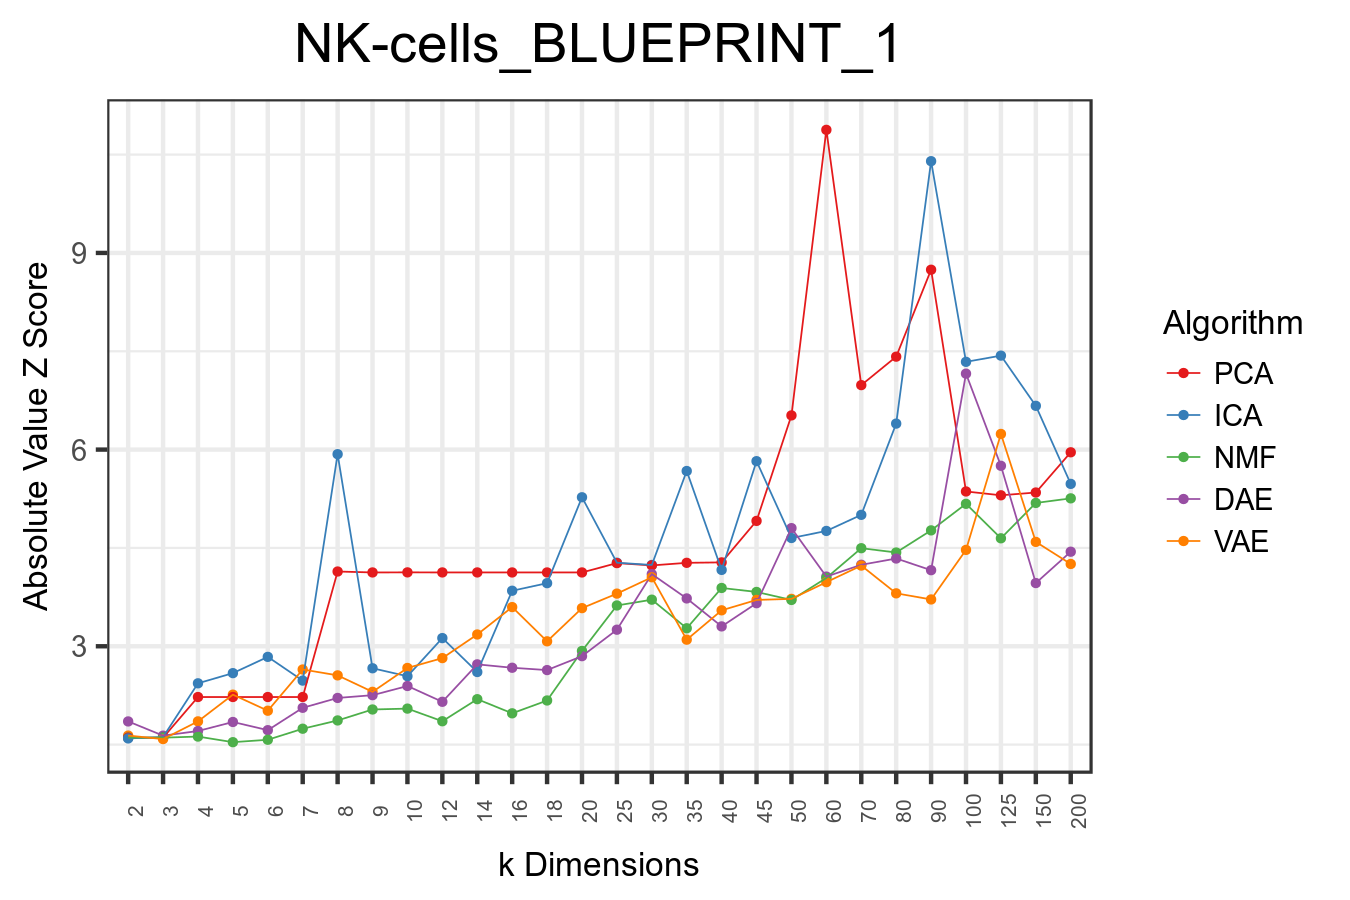 NK-cells_BLUEPRINT_1
Absolute Value Z Score
9
6
3
2 3 4 5 6 7 8 9 10 12 14 16 18 20 25 30 35 40 45 50 60 70 80 90 100 125 150 200
k Dimensions
Algorithm
PCA
ICA
NMF
DAE
VAE